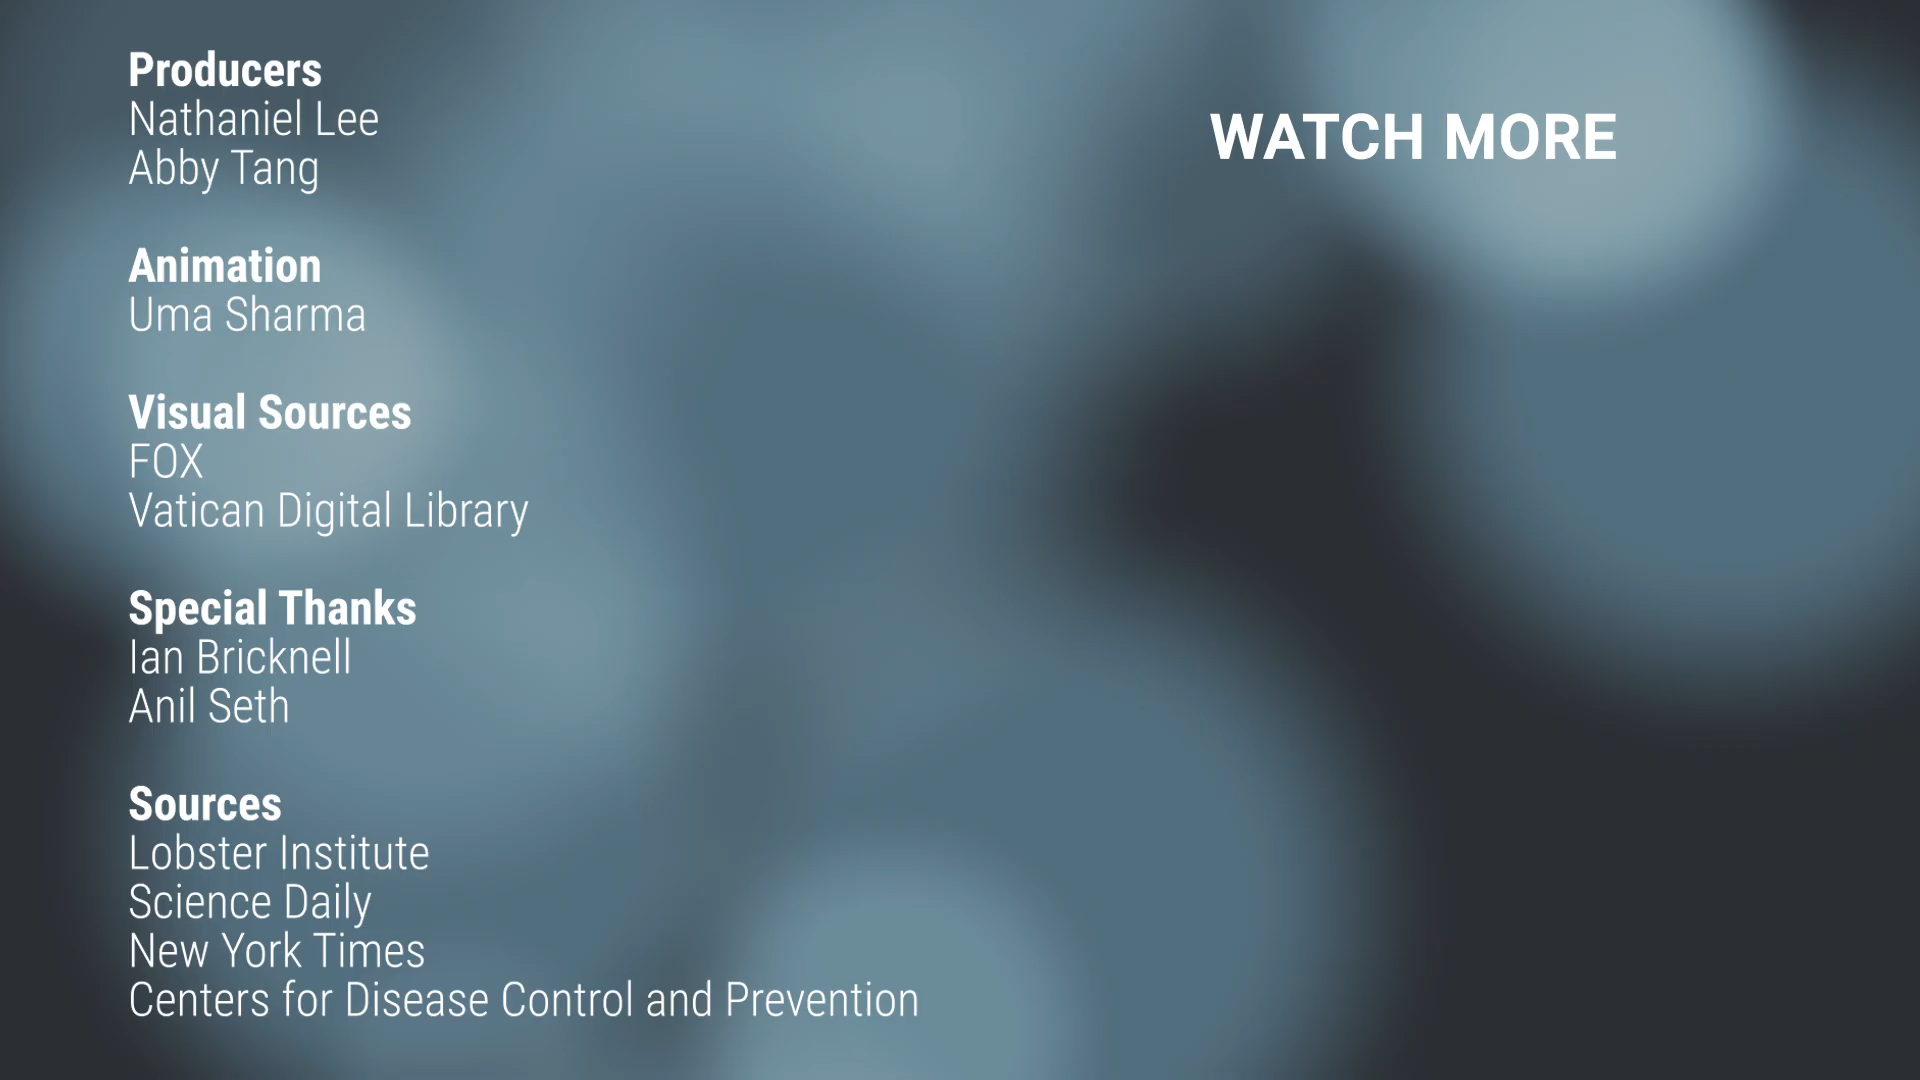 Producers
Nathaniel Lee
Abby Tang
Animation
Uma Sharma
Visual Sources
FOX
Vatican Digital Library
Special Thanks
Ian Bricknell
Anil Seth
Sources
Lobster Institute
Science Daily
New York Times
Centers for Disease Control and Prevention
WATCH MORE